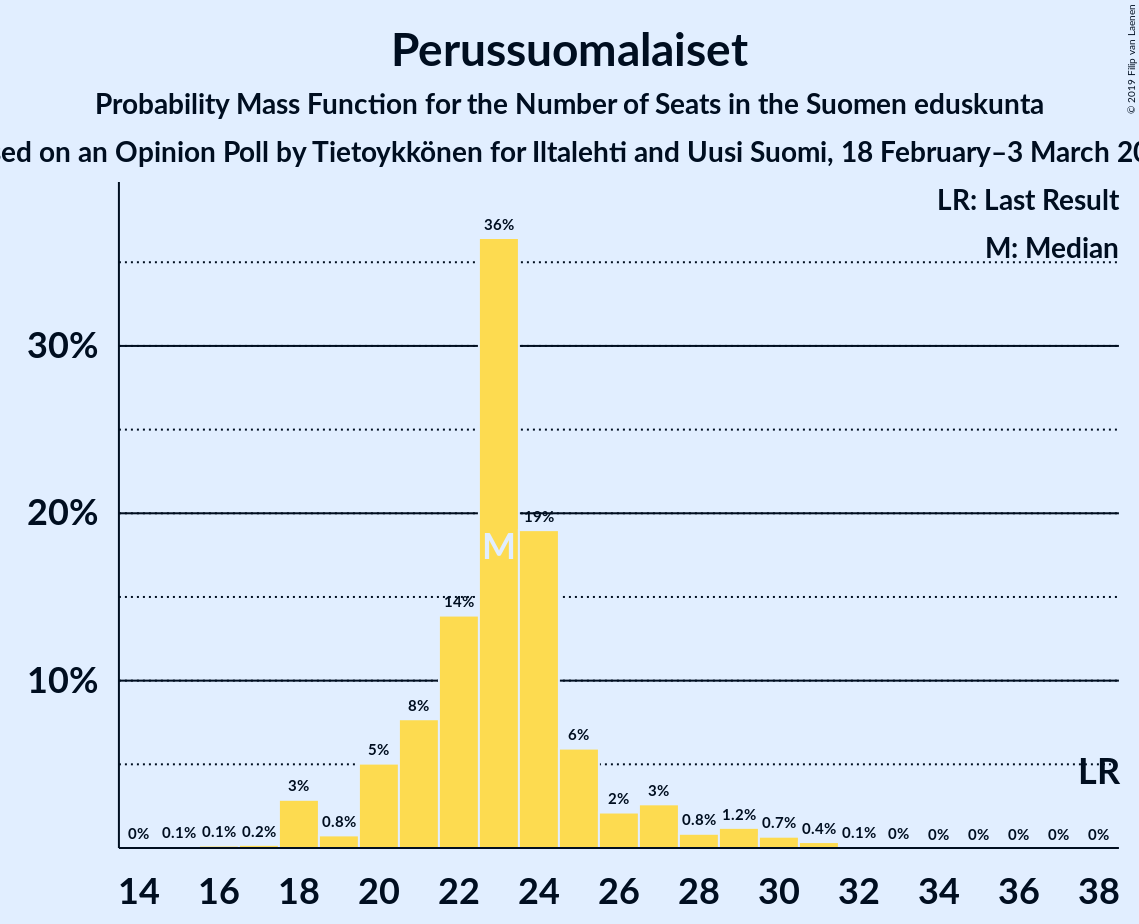 Perussuomalaiset
Probability Mass Function for the Number of Seats in the Suomen eduskunta
on an Opinion Poll by Tietoykkönen for Iltalehti and Uusi Suomi, 18 February–3 March
© 2019 Filip van Laenen
LR: Last Result
M: Median
30%
20%
10%
0% 0.1% 0.1% 0.2% 3% 0.8% 5% 8% 14% 36% 19% 6% 2% 3% 0.8% 1.2% 0.7% 0.4% 0.1% 0% 0% 0% 0% 0% 0%
M
LR
14 16 18 20 22 24 26 28 30 32 34 36 38